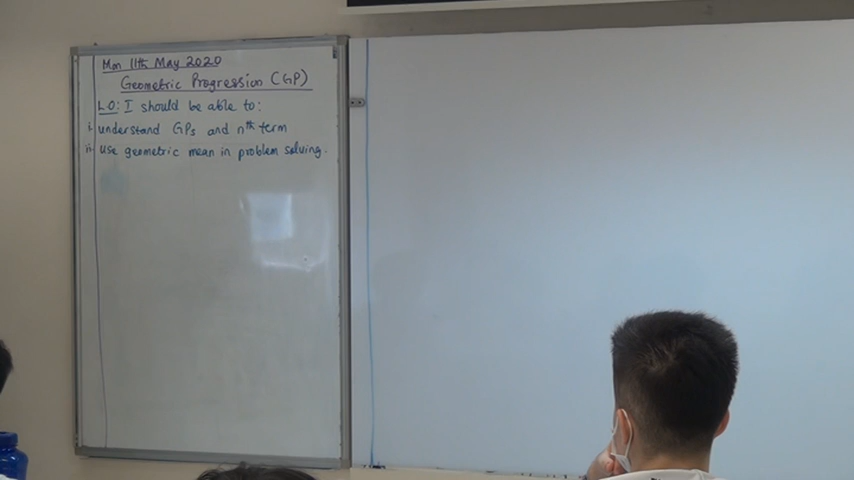 Mon 11th May 2020
Geometric Progression (GP)
L.O: I should be able to:
i. understand GPs and nth term
ii. use geometric mean in problem solving.